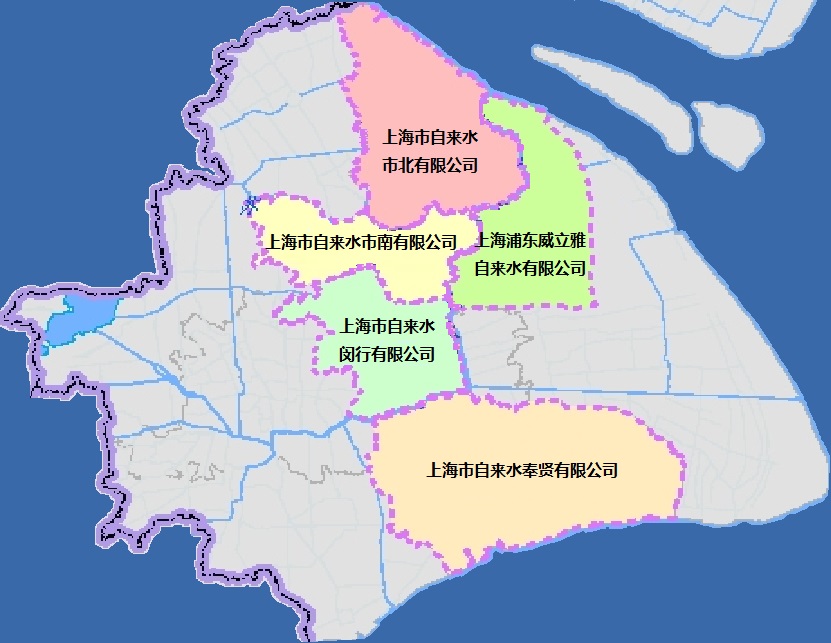 上海市自来水
市北有限公司
上海市自来水市南有限公司
上海浦东威立雅
自来水有限公司
上海市自来水
闵行有限公司
上海市自来水奉贤有限公司